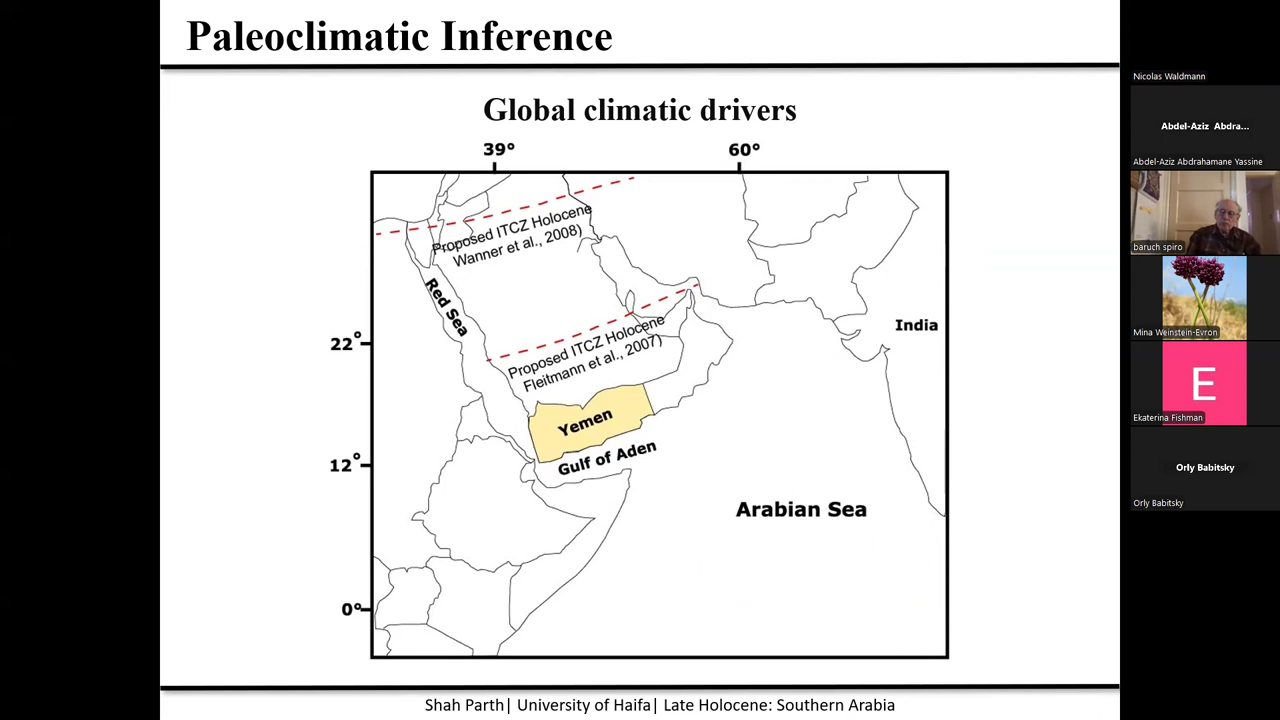 Paleoclimatic Inference
Global climatic drivers
39° 60°
Proposed ITCZ Holocene
Wanner et al., 2008)
Red Sea
India
22°
Proposed ITCZ Holocene
Fleitmann et al., 2007)
Yemen
12°
Gulf of Aden
Arabian Sea
0°
Shah Parth| University of Haifa| Late Holocene: Southern Arabia
Nicolas Waldmann
Abdel-Aziz Abdra...
Abdel-Aziz Abdrahamane Yassine
baruch spiro
Mina Weinstein-Evron
E
Ekaterina Fishman
Orly Babitsky
Orly Babitsky